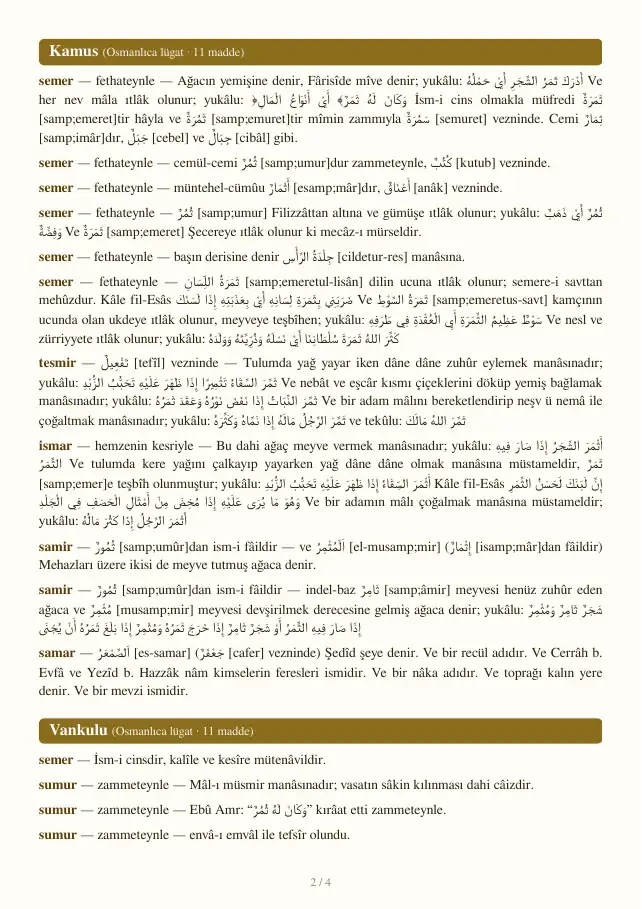 Kamus (Osmanlıca lügat · 11 madde)
semer — fethateynle — Ağacın yemişine denir, Fârisîde mîve denir; yukâlu: أَدْرَكَ ثَمَرُ الشَّجَرِ أَيْ حَمْلُهُ Ve
her nev mâla ıtlâk olunur; yukâlu: ﴿وَكَانَ لَهُ ثَمَرٌ﴾ أَيْ أَنْوَاعُ الْمَالِ İsm-i cins olmakla müfredi ثَمَرَةٌ
[samp;emeret]tir hâyla ve ثَمُرَةٌ [samp;emuret]tir mîmin zammıyla سَمُرَةٌ [semuret] vezninde. Cemi ثِمَارٌ
[samp;imâr]dır, جَبَلٌ [cebel] ve جِبَالٌ [cibâl] gibi.
semer — fethateynle — cemül-cemi ثُمُرٌ [samp;umur]dur zammeteynle, كُتُبٌ [kutub] vezninde.
semer — fethateynle — müntehel-cümûu أَثْمَارٌ [esamp;mâr]dır, أَعْنَاقٌ [anâk] vezninde.
semer — fethateynle — ثُمُرٌ [samp;umur] Filizzâttan altına ve gümüşe ıtlâk olunur; yukâlu: ثُمُرٌ أَيْ ذَهَبٌ
وَفِضَّةٌ Ve ثَمَرَةٌ [samp;emeret] Şecereye ıtlâk olunur ki mecâz-ı mürseldir.
semer — fethateynle — başın derisine denir جِلْدَةُ الرَّأْسِ [cildetur-res] manâsına.
semer — fethateynle — ثَمَرَةُ اللِّسَانِ [samp;emeretul-lisân] dilin ucuna ıtlâk olunur; semere-i savttan
mehûzdur. Kâle fil-Esâs ضَرَبَنِي بِثَمَرَةِ لِسَانِهِ أَيْ بِعَذَبَتِهِ إِذَا لَسَنَكَ Ve ثَمَرَةُ السَّوْطِ [samp;emeretus-savt] kamçının
ucunda olan ukdeye ıtlâk olunur, meyveye teşbîhen; yukâlu: سَوْطٌ عَظِيمُ الثَّمَرَةِ أَيِ الْعُقْدَةِ فِي طَرَفِهِ Ve nesl ve
zürriyyete ıtlâk olunur; yukâlu: كَثَّرَ اللهُ ثَمَرَةَ سُلْطَانِنَا أَيْ نَسْلَهُ وَذُرِّيَّتَهُ وَوَلَدَهُ
tesmir — تَفْعِيلٌ [tefîl] vezninde — Tulumda yağ yayar iken dâne dâne zuhûr eylemek manâsınadır;
yukâlu: ثَمَّرَ السِّقَاءُ تَثْمِيرًا إِذَا ظَهَرَ عَلَيْهِ تَحَبُّبُ الزُّبْدِ Ve nebât ve eşcâr kısmı çiçeklerini döküp yemiş bağlamak
manâsınadır; yukâlu: ثَمَّرَ النَّبَاتُ إِذَا نَفَضَ نَوْرُهُ وَعَقَدَ ثَمَرُهُ Ve bir adam mâlını bereketlendirip neşv ü nemâ ile
çoğaltmak manâsınadır; yukâlu: ثَمَّرَ الرَّجُلُ مَالَهُ إِذَا نَمَّاهُ وَكَثَّرَهُ ve tekûlu: ثَمَّرَ اللهُ مَالَكَ
ismar — hemzenin kesriyle — Bu dahi ağaç meyve vermek manâsınadır; yukâlu: أَثْمَرَ الشَّجَرُ إِذَا صَارَ فِيهِ
الثَّمَرُ Ve tulumda kere yağını çalkayıp yayarken yağ dâne dâne olmak manâsına müstameldir, ثَمَرٌ
[samp;emer]e teşbîh olunmuştur; yukâlu: أَثْمَرَ السِّقَاءُ إِذَا ظَهَرَ عَلَيْهِ تَحَبُّبُ الزُّبْدِ Kâle fil-Esâs إِنَّ لَبَنَكَ لَحَسَنُ الثَّمَرِ
وَهُوَ مَا يُرَى عَلَيْهِ إِذَا مُخِضَ مِنْ أَمْثَالِ الْحَصَفِ فِي الْجَلْدِ Ve bir adamın mâlı çoğalmak manâsına müstameldir;
yukâlu: أَثْمَرَ الرَّجُلُ إِذَا كَثُرَ مَالُهُ
samir — ثُمُورٌ [samp;umûr]dan ism-i fâildir — ve اَلْمُثْمِرُ [el-musamp;mir] (إِثْمَارٌ [isamp;mâr]dan fâildir)
Mehazları üzere ikisi de meyve tutmuş ağaca denir.
samir — ثُمُورٌ [samp;umûr]dan ism-i fâildir — indel-baz ثَامِرٌ [samp;âmir] meyvesi henüz zuhûr eden
ağaca ve مُثْمِرٌ [musamp;mir] meyvesi devşirilmek derecesine gelmiş ağaca denir; yukâlu: شَجَرٌ ثَامِرٌ وَمُثْمِرٌ
إِذَا صَارَ فِيهِ الثَّمَرُ أَوْ شَجَرٌ ثَامِرٌ إِذَا خَرَجَ ثَمَرُهُ وَمُثْمِرٌ إِذَا بَلَغَ ثَمَرُهُ أَنْ يُجْنَى
samar — اَلصَّمْعَرُ [es-samar] (جَعْفَرٌ [cafer] vezninde) Şedîd şeye denir. Ve bir recül adıdır. Ve Cerrâh b.
Evfâ ve Yezîd b. Hazzâk nâm kimselerin feresleri ismidir. Ve bir nâka adıdır. Ve toprağı kalın yere
denir. Ve bir mevzi ismidir.
Vankulu (Osmanlıca lügat · 11 madde)
semer — İsm-i cinsdir, kalîle ve kesîre mütenâvildir.
sumur — zammeteynle — Mâl-ı müsmir manâsınadır; vasatın sâkin kılınması dahi câizdir.
sumur — zammeteynle — Ebû Amr: “وَكَانَ لَهُ ثُمُرٌ” kırâat etti zammeteynle.
sumur — zammeteynle — envâ-ı emvâl ile tefsîr olundu.
2 / 4